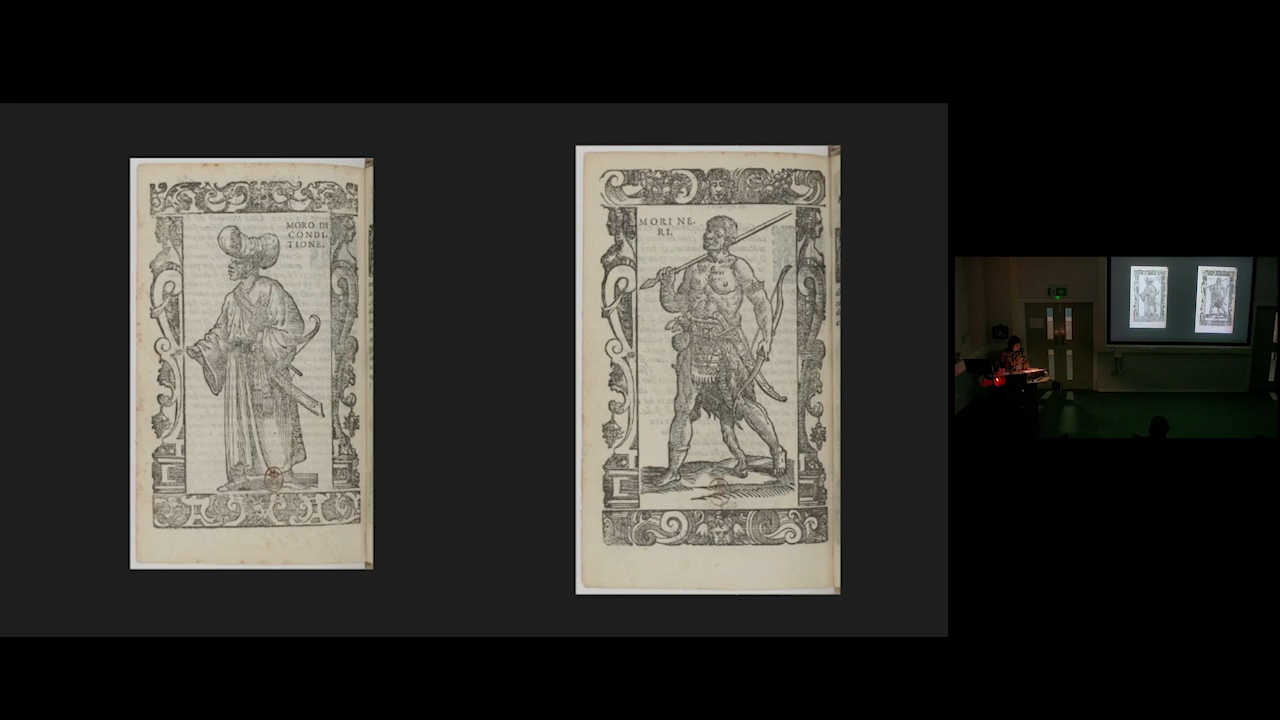 MORO DI
CONDI-
TIONE.
MORI NE-
RI.